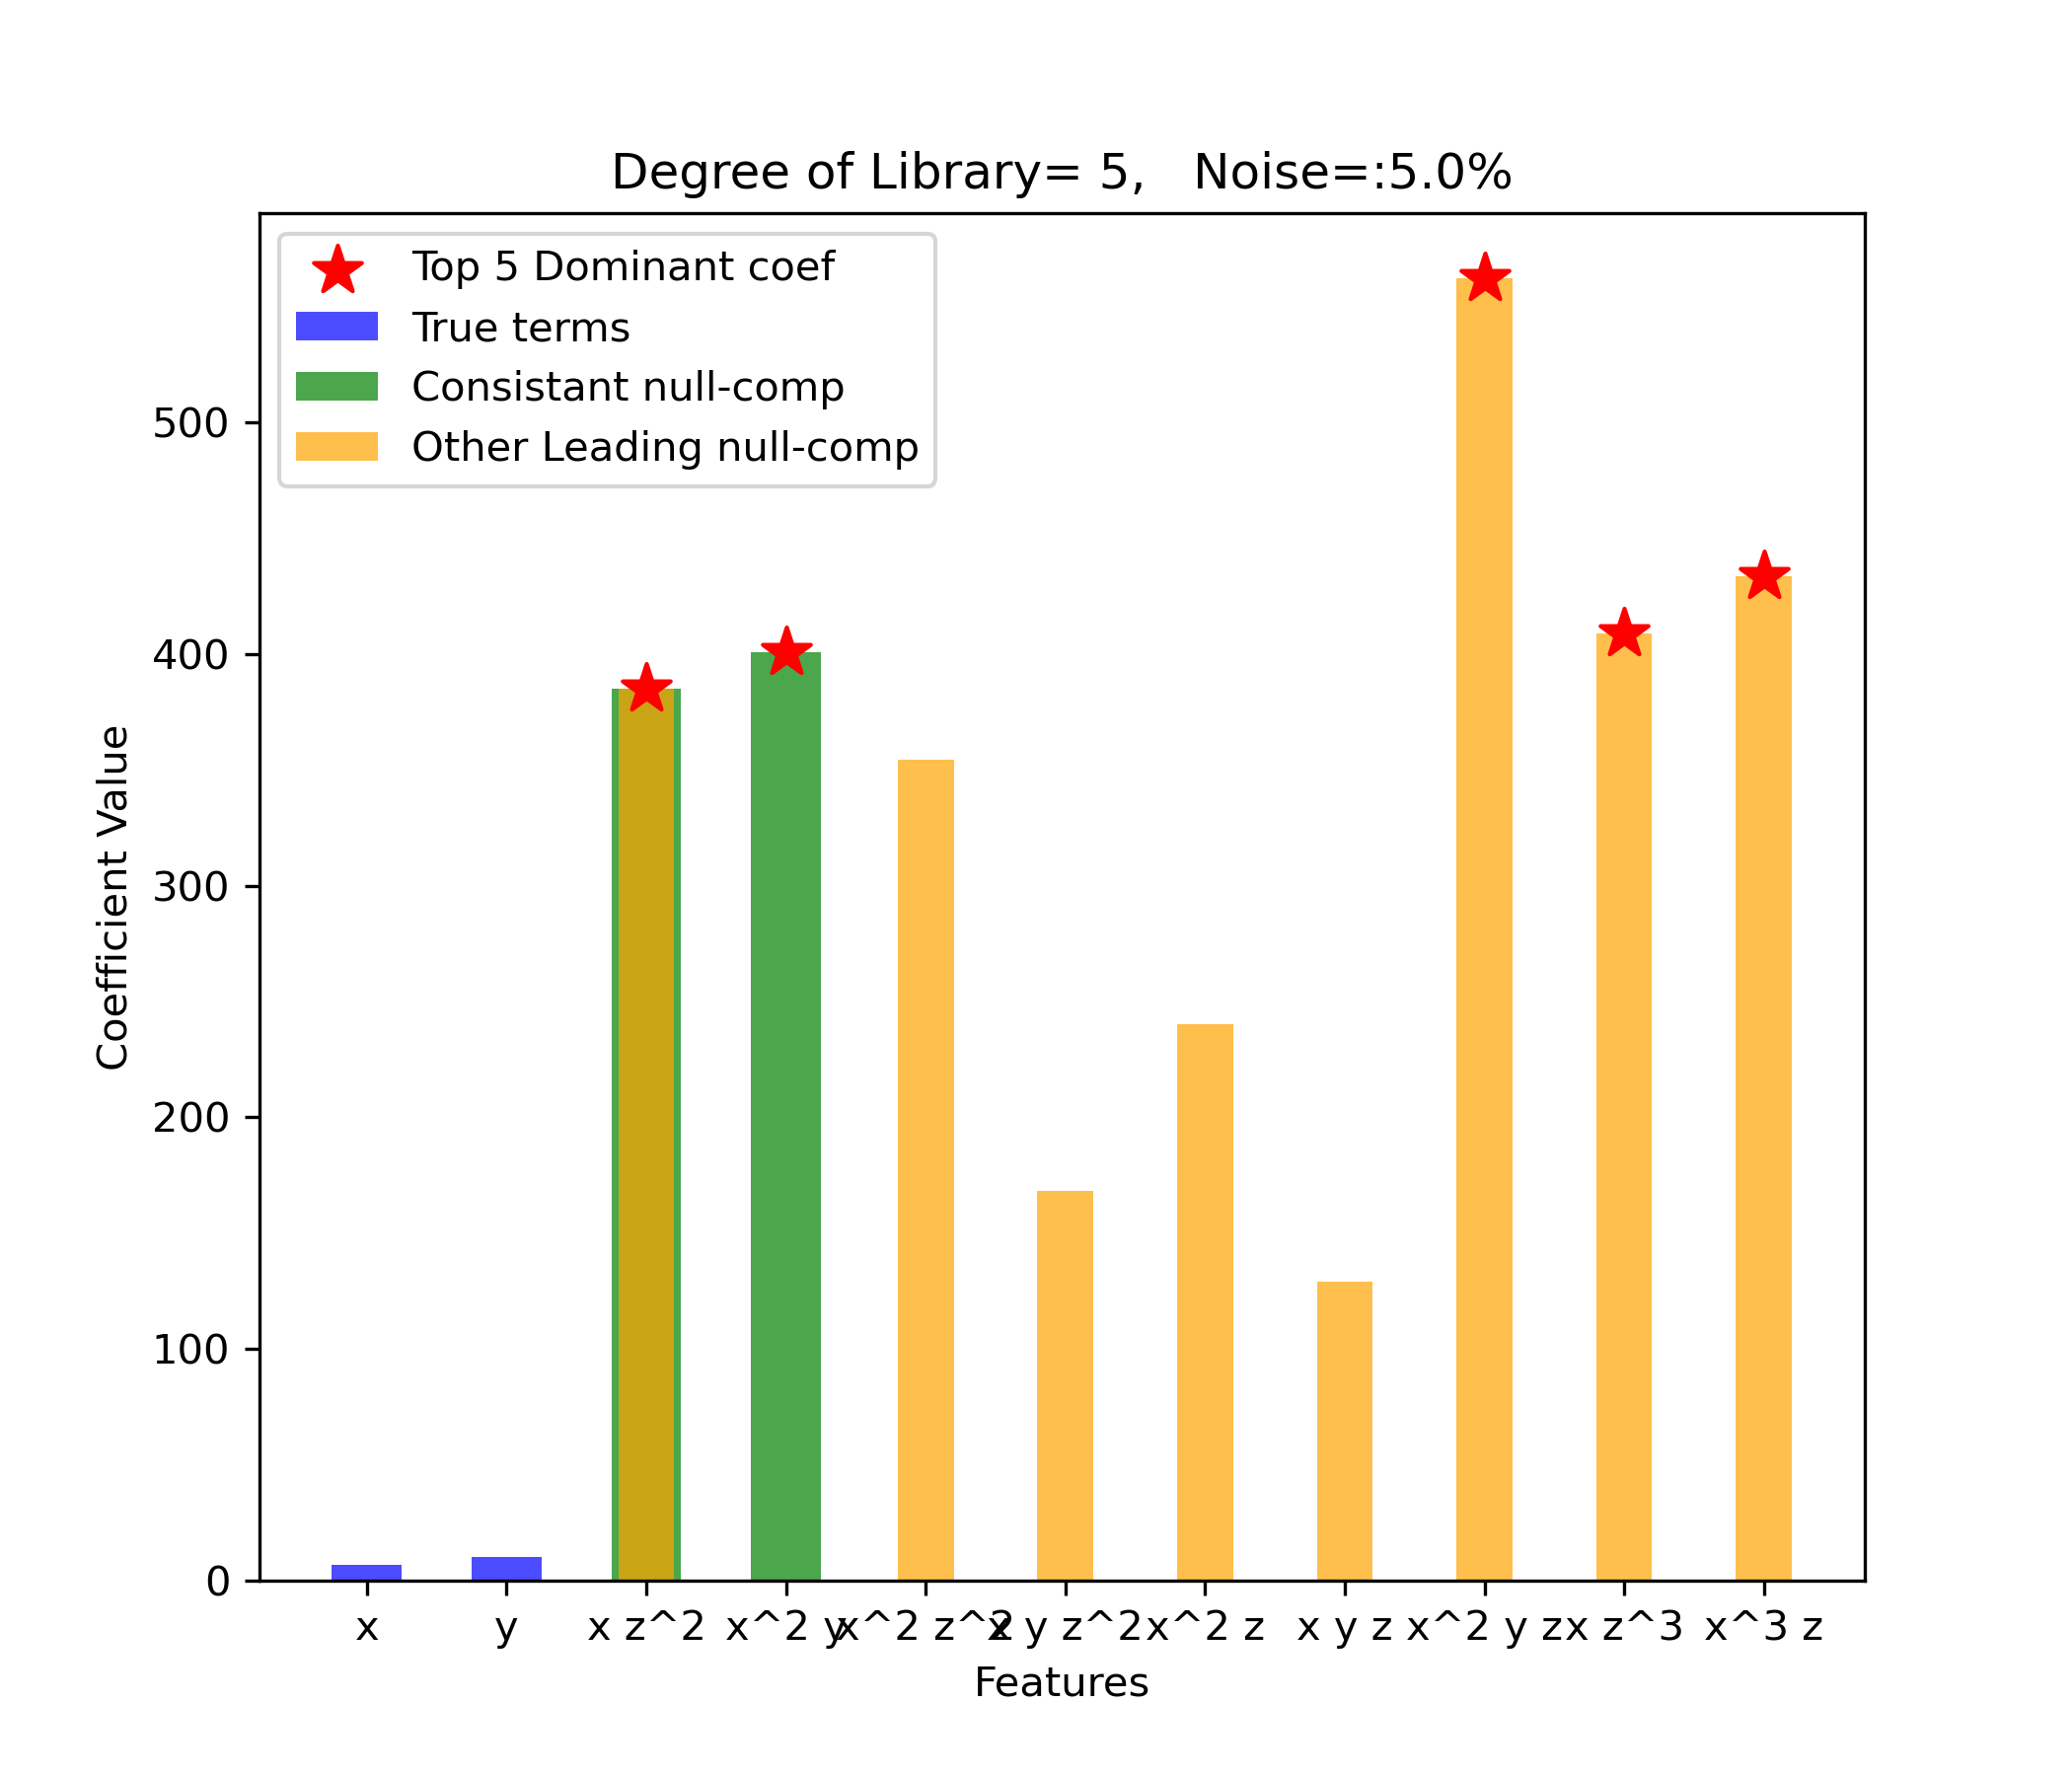 Degree of Library= 5,   Noise=:5.0%
Top 5 Dominant coef
True terms
Consistant null-comp
Other Leading null-comp
500
400
300
200
100
0
Coefficient Value
x y x z^2 x^2 y x^2 z^2 x y z^2 x^2 z x y z x^2 y z x z^3 x^3 z
Features